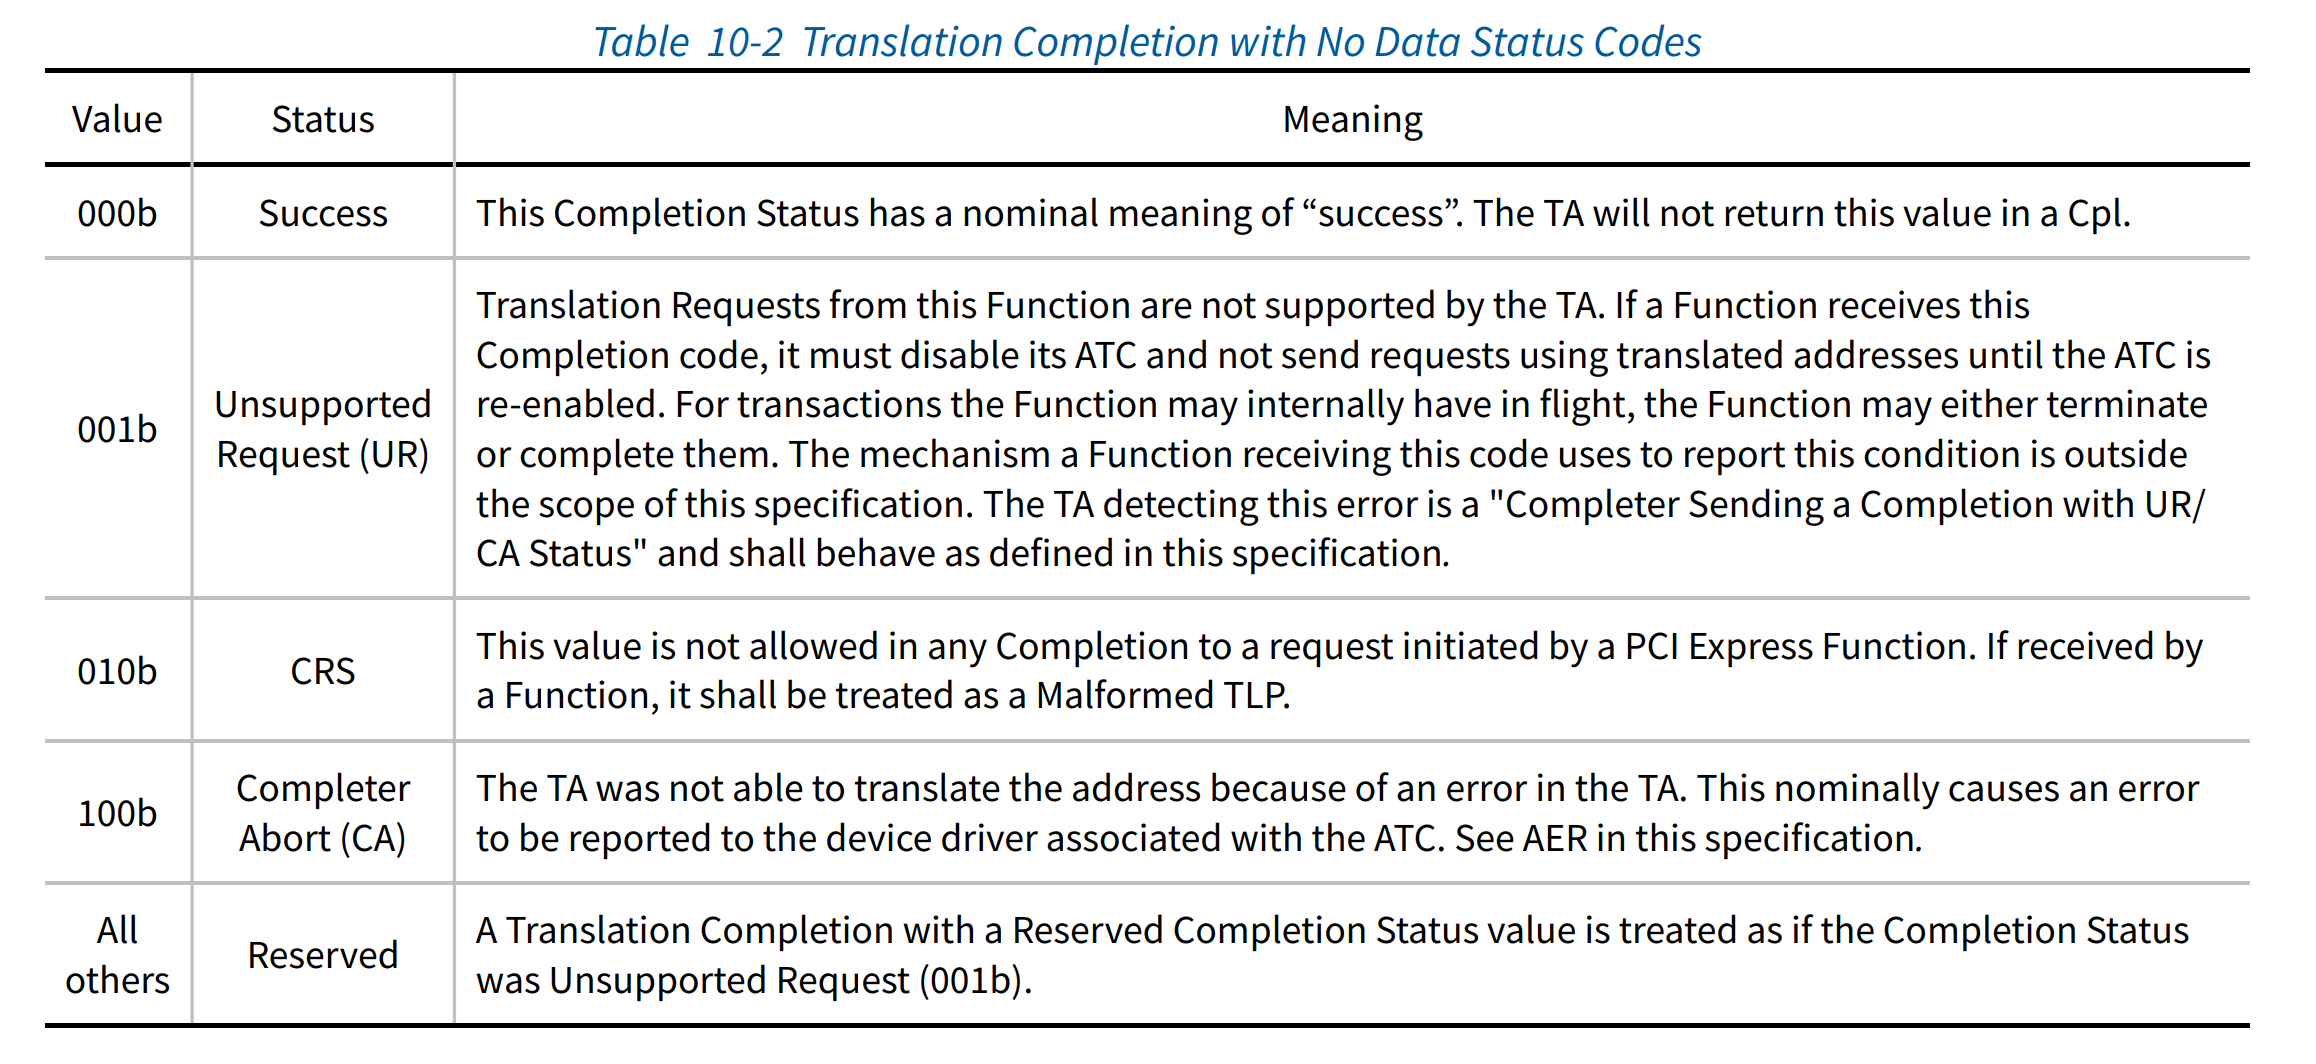 Table 10-2 Translation Completion with No Data Status Codes
Value
Status
Meaning
000b
Success
This Completion Status has a nominal meaning of “success”. The TA will not return this value in a Cpl.
001b
Unsupported
Request (UR)
Translation Requests from this Function are not supported by the TA. If a Function receives this
Completion code, it must disable its ATC and not send requests using translated addresses until the ATC is
re-enabled. For transactions the Function may internally have in flight, the Function may either terminate
or complete them. The mechanism a Function receiving this code uses to report this condition is outside
the scope of this specification. The TA detecting this error is a "Completer Sending a Completion with UR/
CA Status" and shall behave as defined in this specification.
010b
CRS
This value is not allowed in any Completion to a request initiated by a PCI Express Function. If received by
a Function, it shall be treated as a Malformed TLP.
100b
Completer
Abort (CA)
The TA was not able to translate the address because of an error in the TA. This nominally causes an error
to be reported to the device driver associated with the ATC. See AER in this specification.
All
others
Reserved
A Translation Completion with a Reserved Completion Status value is treated as if the Completion Status
was Unsupported Request (001b).